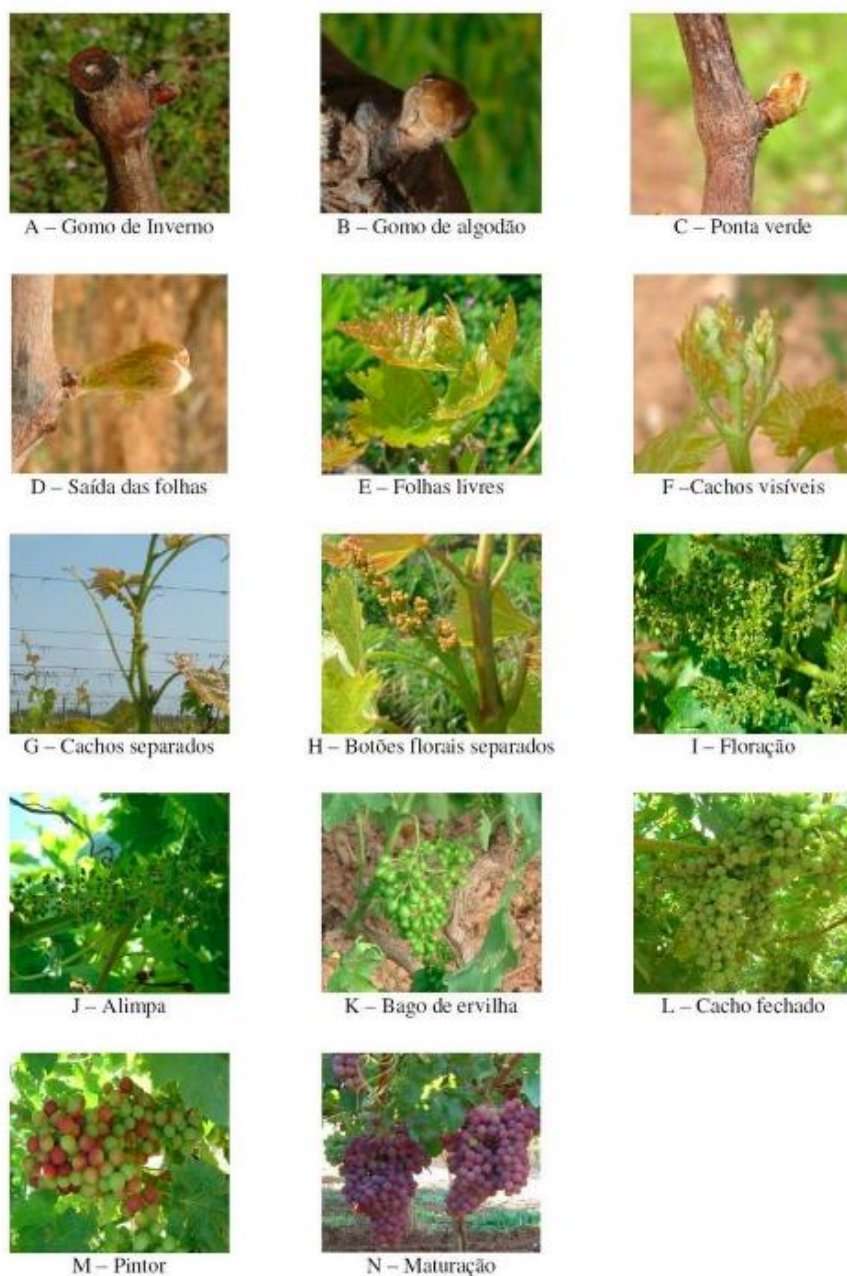 A – Gomo de Inverno
B – Gomo de algodão
C – Ponta verde
D – Saída das folhas
E – Folhas livres
F –Cachos visíveis
G – Cachos separados
H – Botões florais separados
I – Floração
J – Alimpa
K – Bago de ervilha
L – Cacho fechado
M – Pintor
N – Maturação